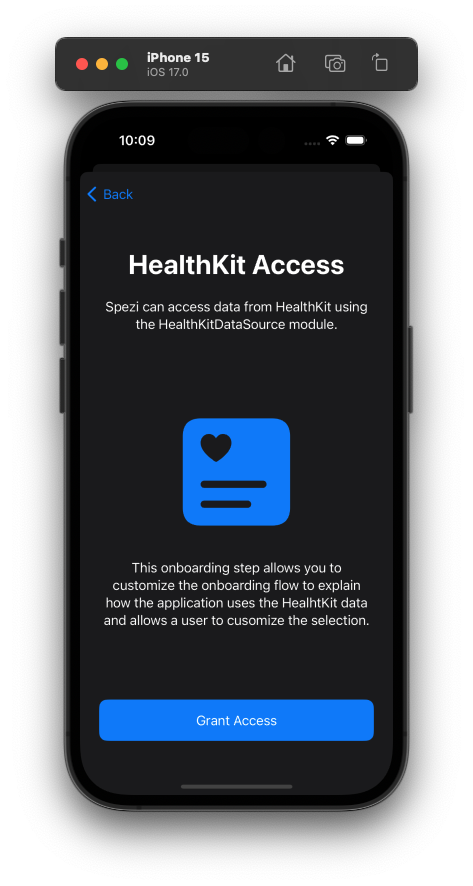 iPhone 15
iOS 17.0
10:09
Back
HealthKit Access
Spezi can access data from HealthKit using
the HealthKitDataSource module.
This onboarding step allows you to
customize the onboarding flow to explain
how the application uses the HealhtKit data
and allows a user to cusomize the selection.
Grant Access